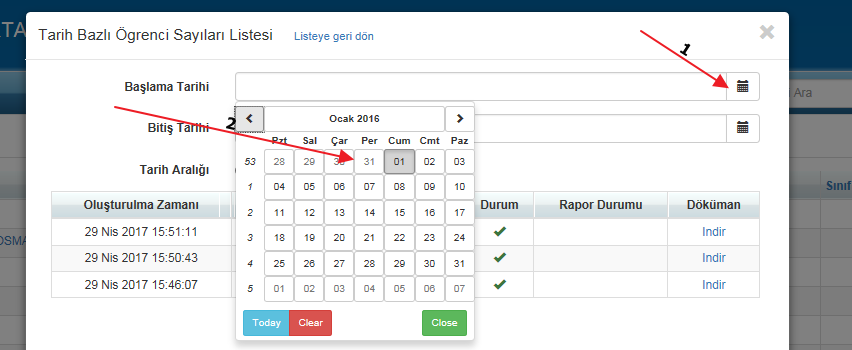 TA
Tarih Bazlı Ögrenci Sayıları Listesi Listeye geri dön ×
1
Başlama Tarihi
Ara
2
Ocak 2016
Bitiş Tarihi
Pzt Sal Çar Per Cum Cmt Paz
53 28 29 30 31 01 02 03
Tarih Aralığı
1 04 05 06 07 08 09 10
Sınıf
Oluşturulma Zamanı Durum Rapor Durumu Döküman
2 11 12 13 14 15 16 17
29 Nis 2017 15:51:11 İndir
OSMA
3 18 19 20 21 22 23 24
29 Nis 2017 15:50:43 İndir
4 25 26 27 28 29 30 31
29 Nis 2017 15:46:07 İndir
5 01 02 03 04 05 06 07
Today Clear Close